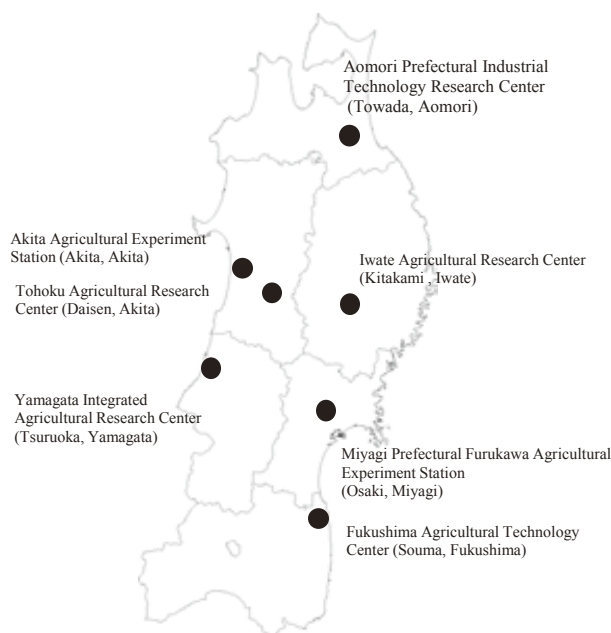 Aomori Prefectural Industrial
Technology Research Center
(Towada, Aomori)
Akita Agricultural Experiment
Station (Akita, Akita)
Tohoku Agricultural Research
Center (Daisen, Akita)
Iwate Agricultural Research Center
(Kitakami , Iwate)
Yamagata Integrated
Agricultural Research Center
(Tsuruoka, Yamagata)
Miyagi Prefectural Furukawa Agricultural
Experiment Station
(Osaki, Miyagi)
Fukushima Agricultural Technology
Center (Souma, Fukushima)